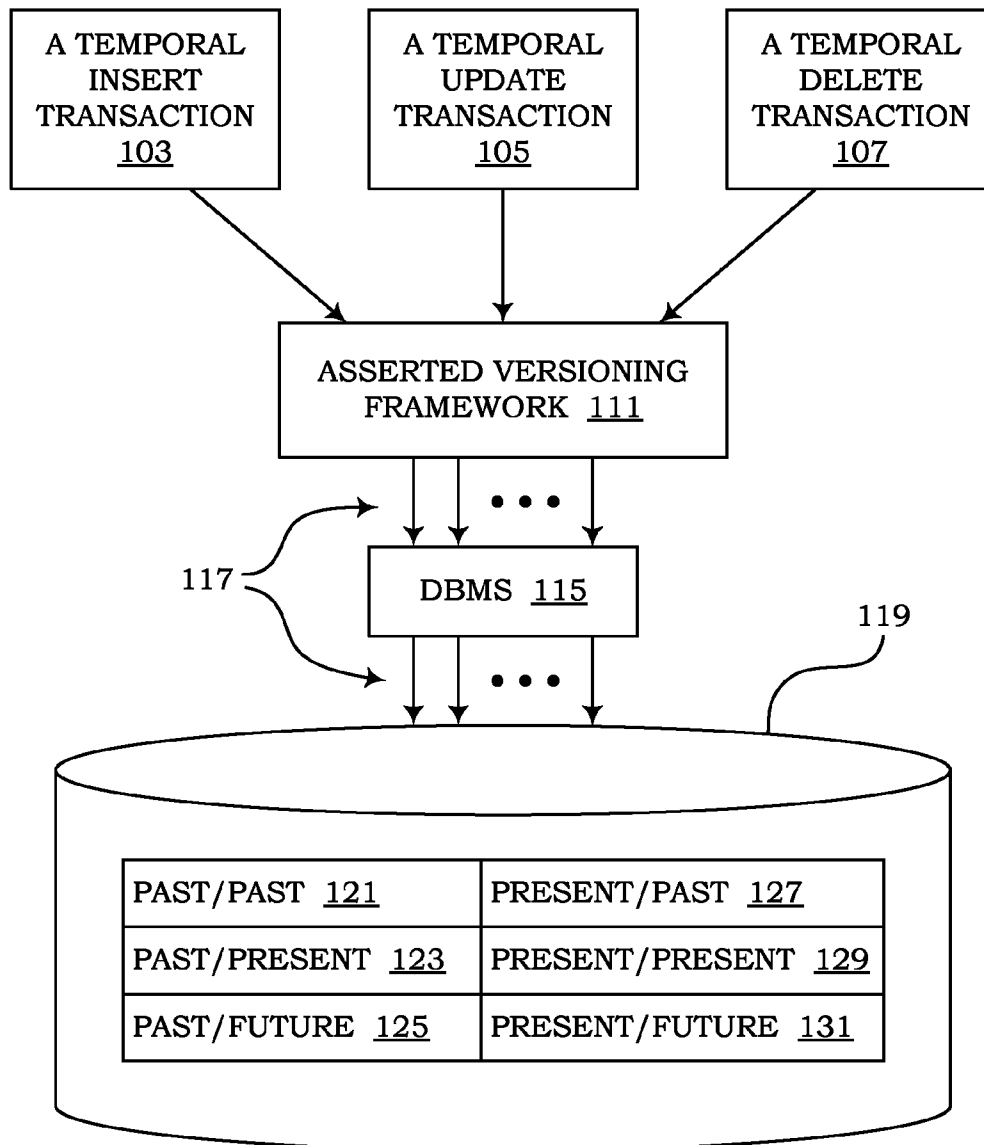 A TEMPORAL
INSERT
TRANSACTION
103
A TEMPORAL
UPDATE
TRANSACTION
105
A TEMPORAL
DELETE
TRANSACTION
107
ASSERTED VERSIONING
FRAMEWORK 111
117
DBMS 115
119
PAST/PAST 121
PRESENT/PAST 127
PAST/PRESENT 123
PRESENT/PRESENT 129
PAST/FUTURE 125
PRESENT/FUTURE 131